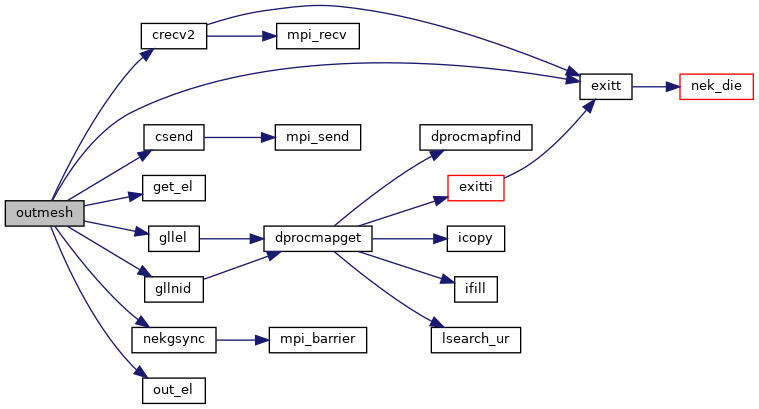 outmesh
crecv2
csend
get_el
gllel
gllnid
nekgsync
out_el
mpi_recv
mpi_send
dprocmapget
mpi_barrier
dprocmapfind
exitti
icopy
ifill
lsearch_ur
exitt
nek_die